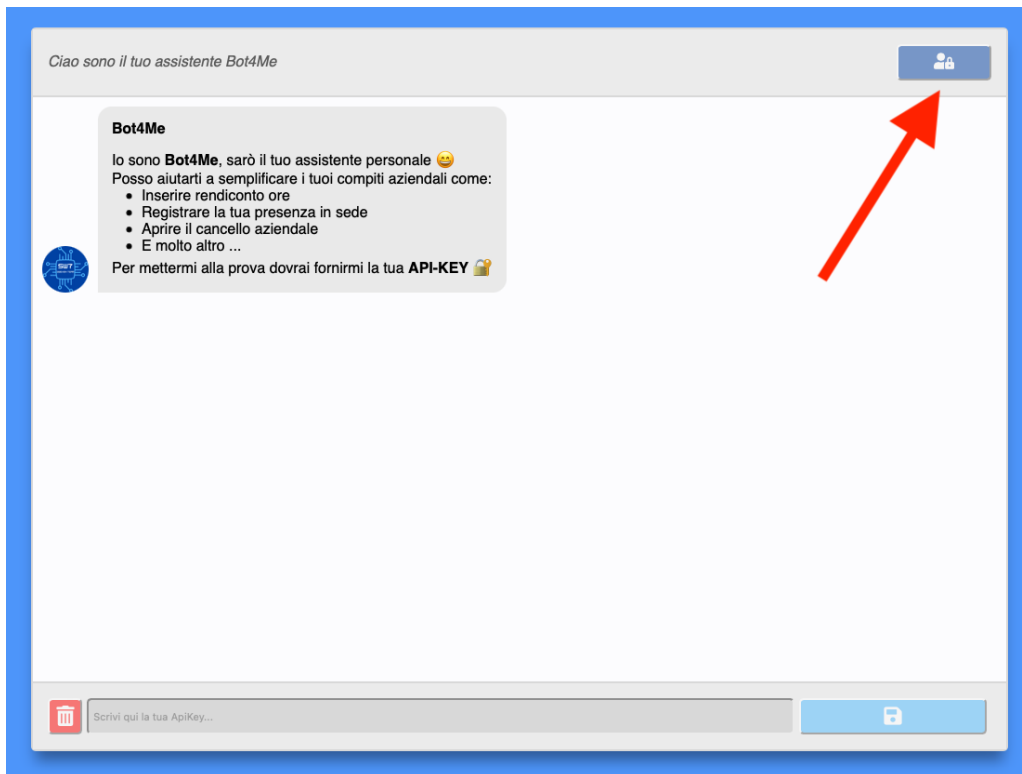 Ciao sono il tuo assistente Bot4Me
Bot4Me
Io sono Bot4Me, sarò il tuo assistente personale 😀
Posso aiutarti a semplificare i tuoi compiti aziendali come:
• Inserire rendiconto ore
• Registrare la tua presenza in sede
• Aprire il cancello aziendale
• E molto altro ...
Per mettermi alla prova dovrai fornirmi la tua API-KEY 🔐
Scrivi qui la tua ApiKey...